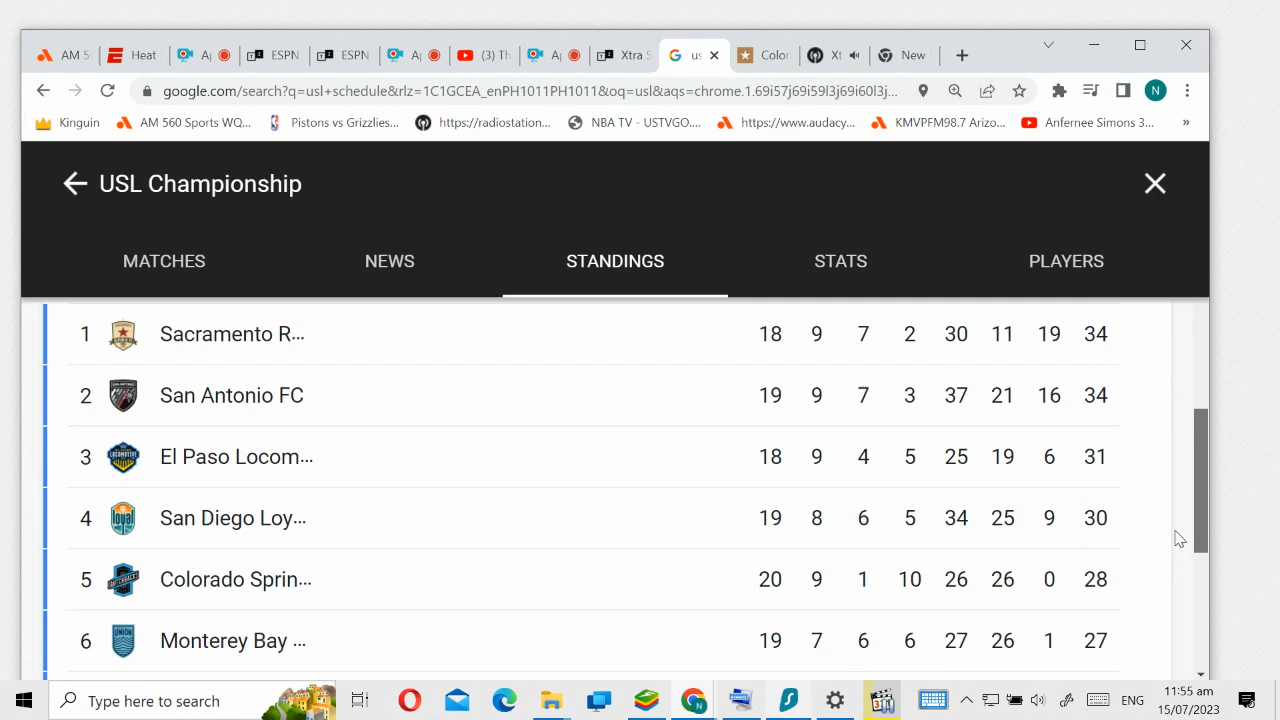 AM 5
Heat
Aj
ESPN
ESPN
Aj
(3) Th
Aj
Xtra S
us
Color
Xt
New
google.com/search?q=usl+schedule&rlz=1C1GCEA_enPH1011PH1011&oq=usl&aqs=chrome.1.69i57j69i59l3j69i60l3j...
N
Kinguin
AM 560 Sports WQ...
Pistons vs Grizzlies...
https://radiostation...
NBA TV - USTVGO....
https://www.audacy...
KMVPFM98.7 Arizo...
Anfernee Simons 3...
»
USL Championship
MATCHES NEWS STANDINGS STATS PLAYERS
1 Sacramento R... 18 9 7 2 30 11 19 34
2 San Antonio FC 19 9 7 3 37 21 16 34
3 El Paso Locom... 18 9 4 5 25 19 6 31
4 San Diego Loy... 19 8 6 5 34 25 9 30
5 Colorado Sprin... 20 9 1 10 26 26 0 28
6 Monterey Bay ... 19 7 6 6 27 26 1 27
Type here to search
ENG
11:55 am
15/07/2023